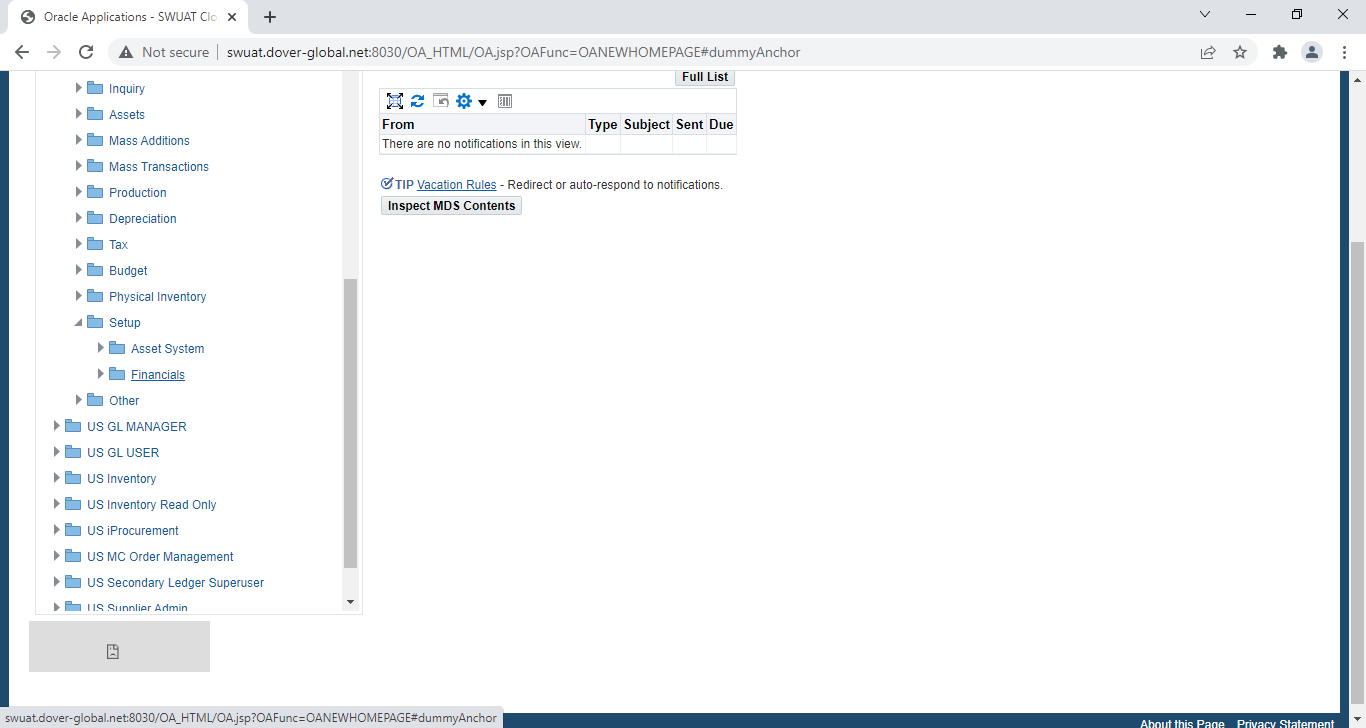 Oracle Applications - SWUAT Clo
Not secure
swuat.dover-global.net:8030/OA_HTML/OA.jsp?OAFunc=OANEWHOMEPAGE#dummyAnchor
Inquiry
Assets
Mass Additions
Mass Transactions
Production
Depreciation
Tax
Budget
Physical Inventory
Setup
Asset System
Financials
Other
US GL MANAGER
US GL USER
US Inventory
US Inventory Read Only
US iProcurement
US MC Order Management
US Secondary Ledger Superuser
US Supplier Admin
Full List
From Type Subject Sent Due
There are no notifications in this view.
TIP Vacation Rules - Redirect or auto-respond to notifications.
Inspect MDS Contents
swuat.dover-global.net:8030/OA_HTML/OA.jsp?OAFunc=OANEWHOMEPAGE#dummyAnchor
About this Page Privacy Statement